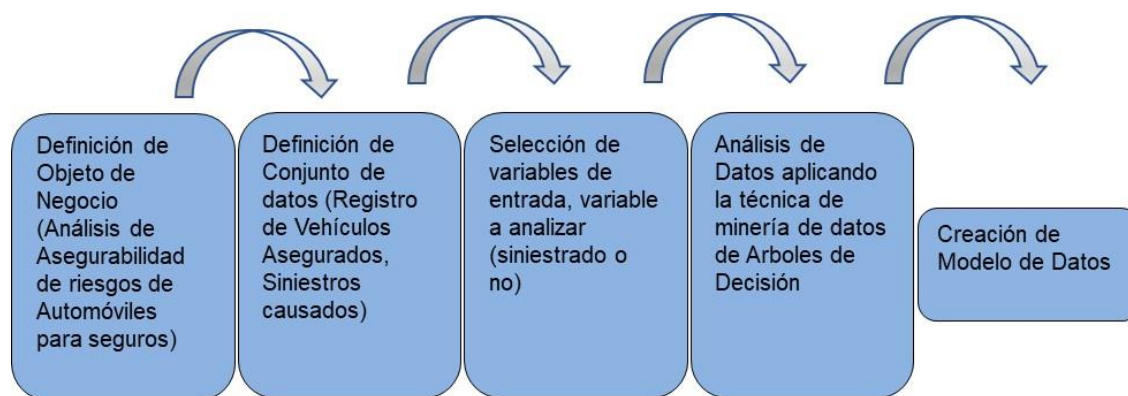 Definición de
Objeto de
Negocio
(Análisis de
Asegurabilidad
de riesgos de
Automóviles
para seguros)
Definición de
Conjunto de
datos (Registro
de Vehículos
Asegurados,
Siniestros
causados)
Selección de
variables de
entrada, variable
a analizar
(siniestrado o
no)
Análisis de
Datos aplicando
la técnica de
minería de datos
de Arboles de
Decisión
Creación de
Modelo de Datos